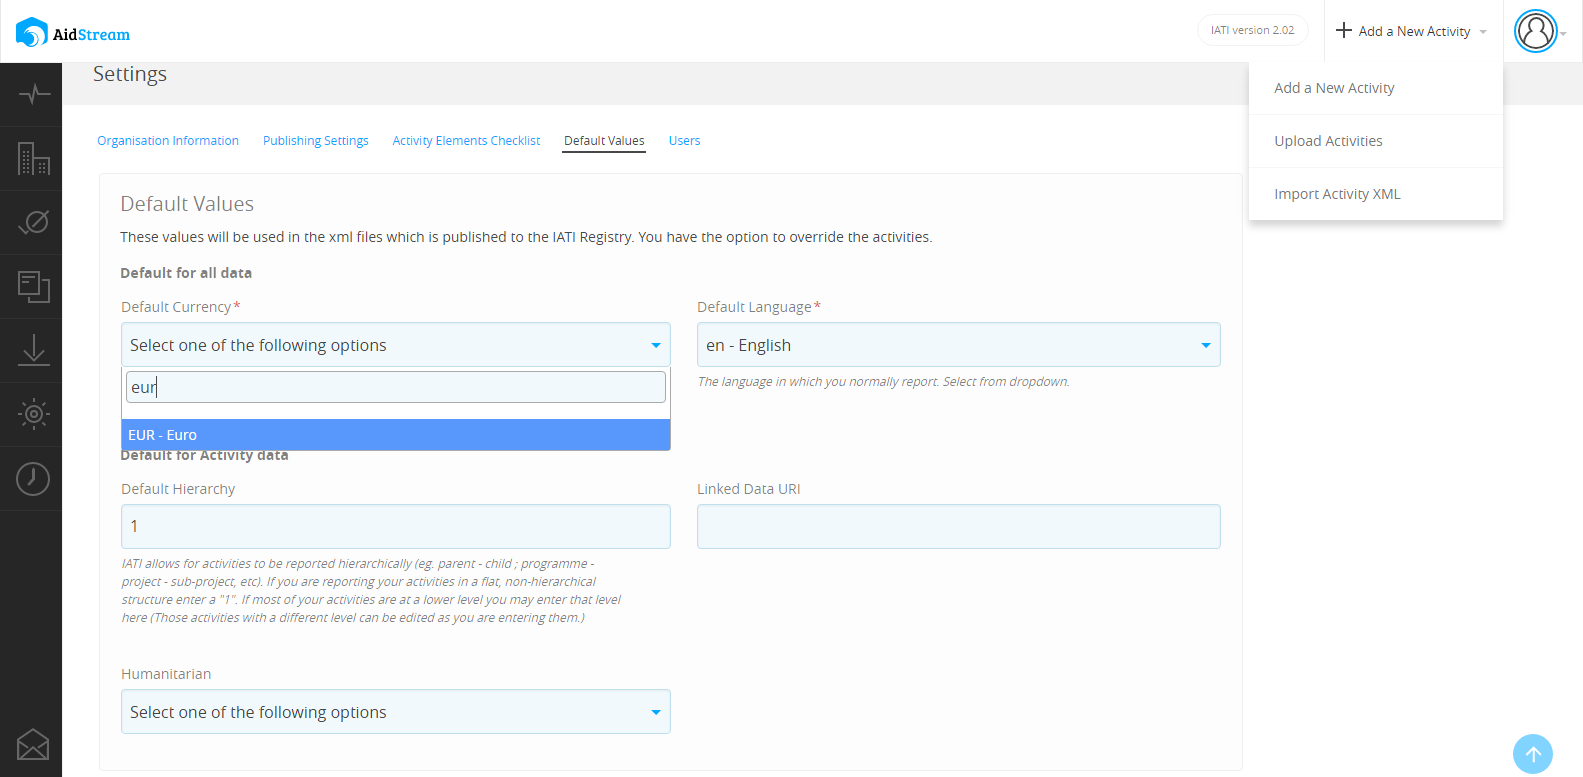 AidStream
IATI version 2.02
Add a New Activity
Settings
Add a New Activity
Upload Activities
Import Activity XML
Organisation Information
Publishing Settings
Activity Elements Checklist
Default Values
Users
Default Values
These values will be used in the xml files which is published to the IATI Registry. You have the option to override the activities.
Default for all data
Default Currency*
Default Language*
Select one of the following options
en - English
eur
The language in which you normally report. Select from dropdown.
EUR - Euro
Default for Activity data
Default Hierarchy
Linked Data URI
1
IATI allows for activities to be reported hierarchically (eg. parent - child ; programme -
project - sub-project, etc). If you are reporting your activities in a flat, non-hierarchical
structure enter a "1". If most of your activities are at a lower level you may enter that level
here (Those activities with a different level can be edited as you are entering them.)
Humanitarian
Select one of the following options